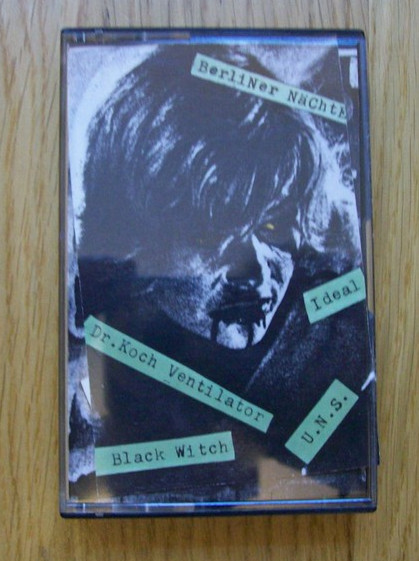 BerliNer NäChte
Ideal
Dr.Koch Ventilator
U.N.S.
Black Witch